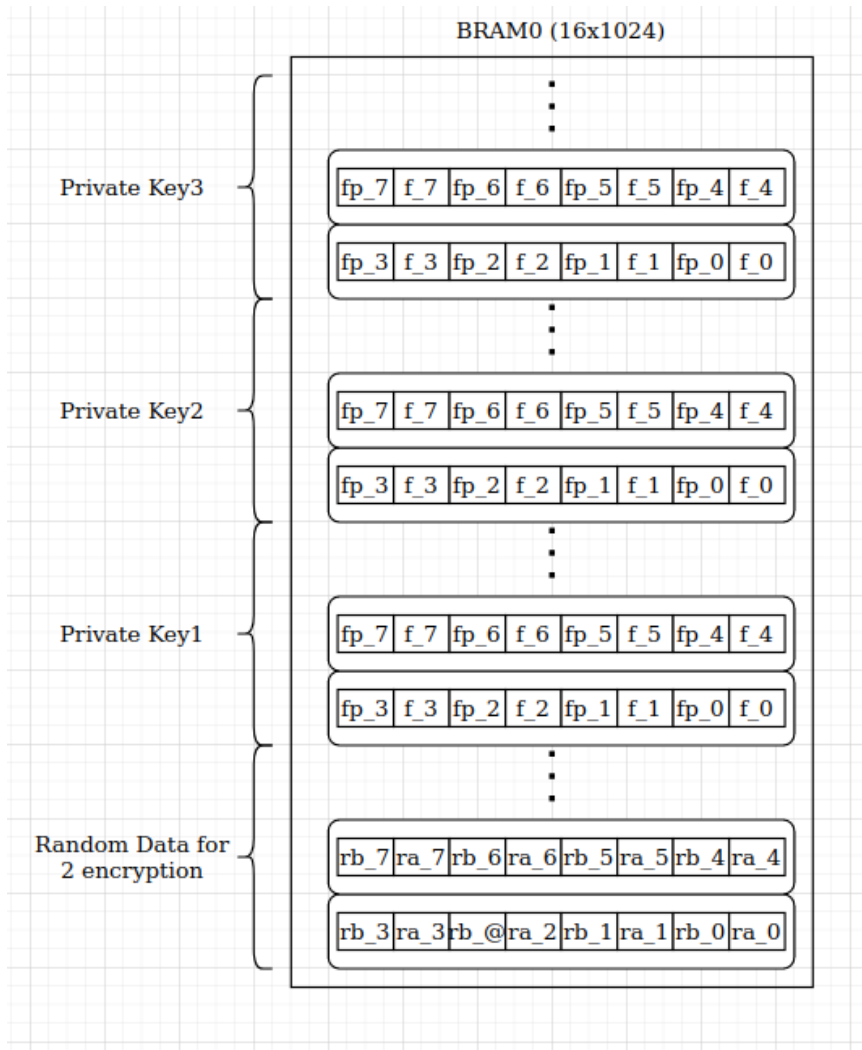 BRAM0 (16x1024)
Private Key3
fp_7 f_7 fp_6 f_6 fp_5 f_5 fp_4 f_4
fp_3 f_3 fp_2 f_2 fp_1 f_1 fp_0 f_0
Private Key2
fp_7 f_7 fp_6 f_6 fp_5 f_5 fp_4 f_4
fp_3 f_3 fp_2 f_2 fp_1 f_1 fp_0 f_0
Private Key1
fp_7 f_7 fp_6 f_6 fp_5 f_5 fp_4 f_4
fp_3 f_3 fp_2 f_2 fp_1 f_1 fp_0 f_0
Random Data for
2 encryption
rb_7 ra_7 rb_6 ra_6 rb_5 ra_5 rb_4 ra_4
rb_3 ra_3 rb_@ ra_2 rb_1 ra_1 rb_0 ra_0